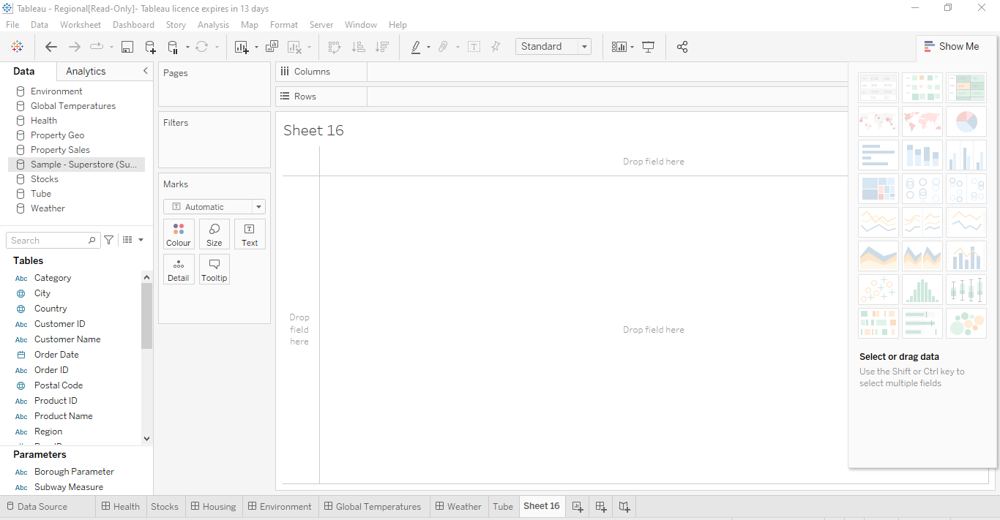 Tableau - Regional[Read-Only]- Tableau licence expires in 13 days
File Data Worksheet Dashboard Story Analysis Map Format Server Window Help
Standard
Show Me
Data Analytics
Environment
Global Temperatures
Health
Property Geo
Property Sales
Sample - Superstore (Su...
Stocks
Tube
Weather
Search
Tables
Abc Category
City
Country
Abc Customer ID
Abc Customer Name
Order Date
Abc Order ID
Postal Code
Abc Product ID
Abc Product Name
Abc Region
Parameters
Abc Borough Parameter
Abc Subway Measure
Pages
Filters
Marks
Automatic
Colour Size Text
Detail Tooltip
Columns
Rows
Sheet 16
Drop field here
Drop
field
here
Drop field here
Select or drag data
Use the Shift or Ctrl key to
select multiple fields
Data Source Health Stocks Housing Environment Global Temperatures Weather Tube Sheet 16